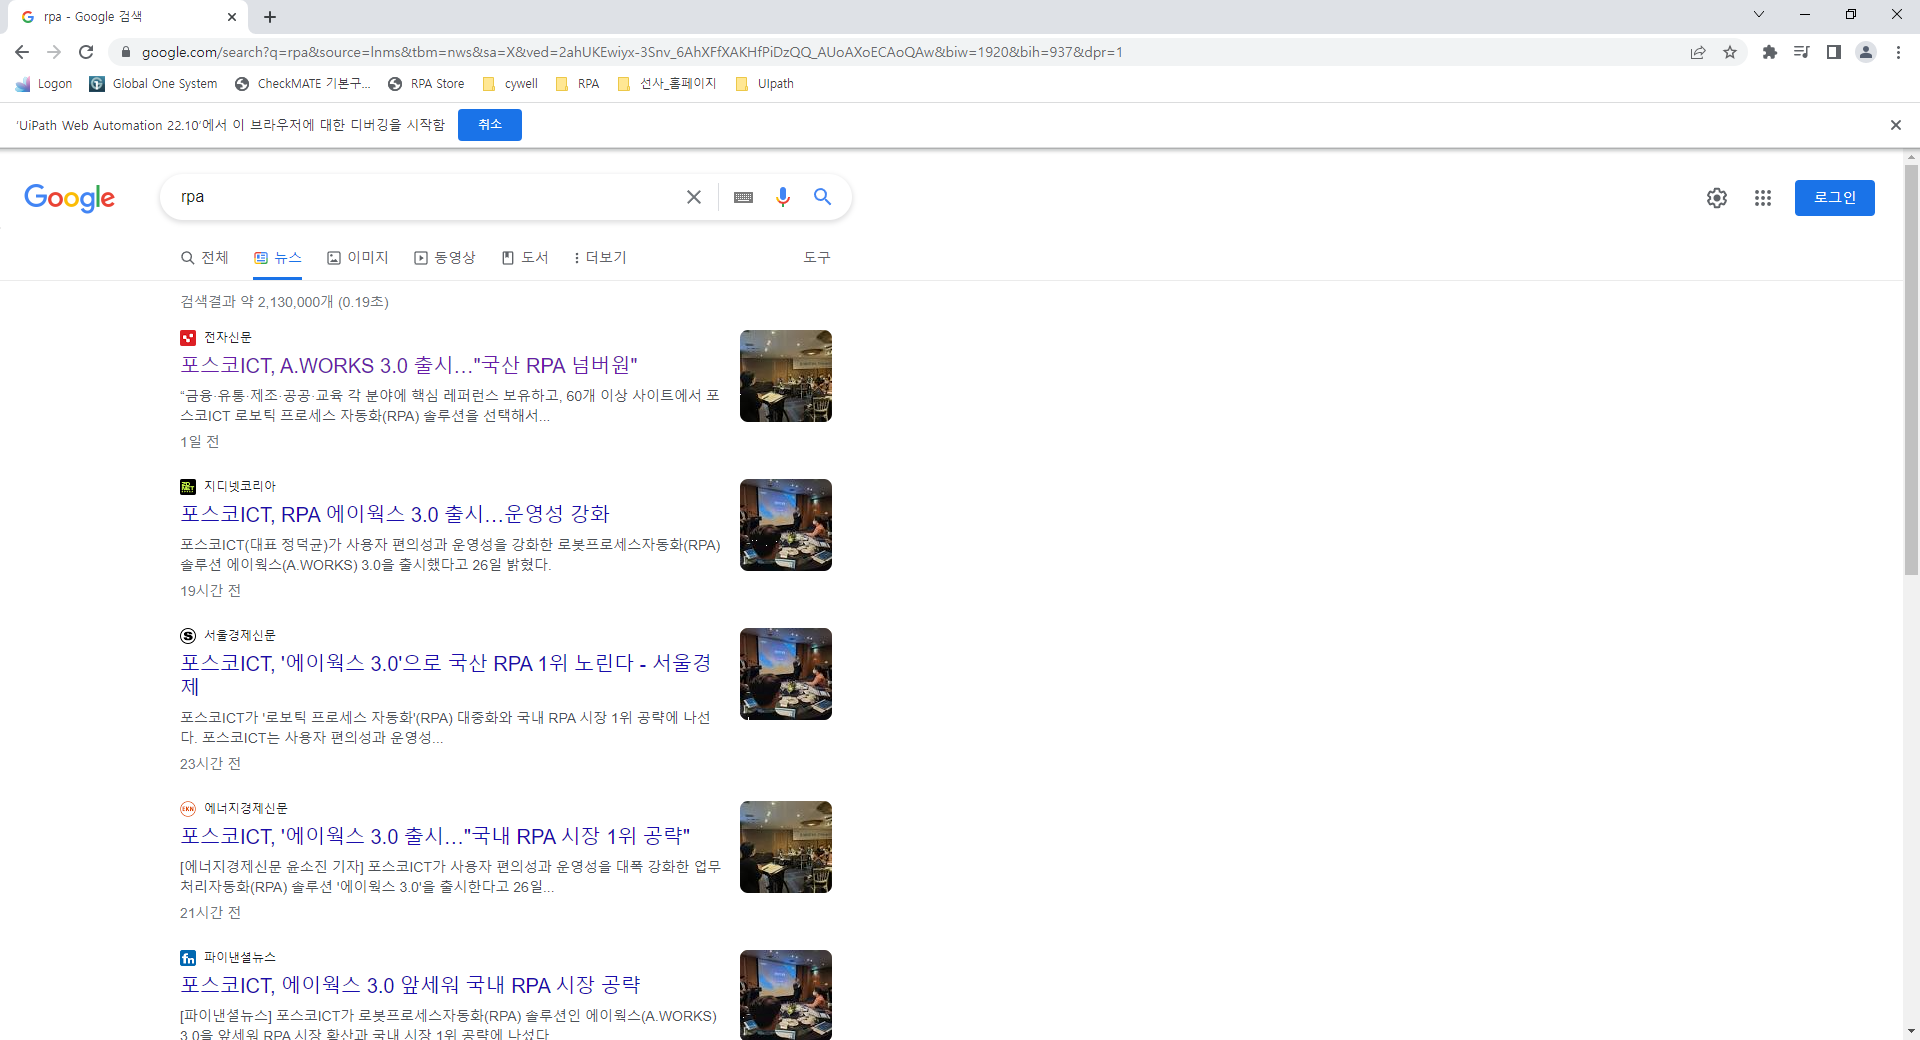 rpa - Google 검색
google.com/search?q=rpa&source=lnms&tbm=nws&sa=X&ved=2ahUKEwiyx-3Snv_6AhXFfXAKHfPiDzQQ_AUoAXoECAoQAw&biw=1920&bih=937&dpr=1
Logon Global One System CheckMATE 기본구... RPA Store cywell RPA 선사_홈페이지 UIpath
'UiPath Web Automation 22.10'에서 이 브라우저에 대한 디버깅을 시작함 취소
Google rpa 로그인
전체 뉴스 이미지 동영상 도서 더보기 도구
검색결과 약 2,130,000개 (0.19초)
전자신문
포스코ICT, A.WORKS 3.0 출시…"국산 RPA 넘버원"
“금융·유통·제조·공공·교육 각 분야에 핵심 레퍼런스 보유하고, 60개 이상 사이트에서 포
스코ICT 로보틱 프로세스 자동화(RPA) 솔루션을 선택해서...
1일 전
지디넷코리아
포스코ICT, RPA 에이웍스 3.0 출시…운영성 강화
포스코ICT(대표 정덕균)가 사용자 편의성과 운영성을 강화한 로봇프로세스자동화(RPA)
솔루션 에이웍스(A.WORKS) 3.0을 출시했다고 26일 밝혔다.
19시간 전
서울경제신문
포스코ICT, '에이웍스 3.0'으로 국산 RPA 1위 노린다 - 서울경
제
포스코ICT가 '로보틱 프로세스 자동화'(RPA) 대중화와 국내 RPA 시장 1위 공략에 나선
다. 포스코ICT는 사용자 편의성과 운영성...
23시간 전
EKN 에너지경제신문
포스코ICT, '에이웍스 3.0 출시…"국내 RPA 시장 1위 공략"
[에너지경제신문 윤소진 기자] 포스코ICT가 사용자 편의성과 운영성을 대폭 강화한 업무
처리자동화(RPA) 솔루션 '에이웍스 3.0'을 출시한다고 26일...
21시간 전
fn 파이낸셜뉴스
포스코ICT, 에이웍스 3.0 앞세워 국내 RPA 시장 공략
[파이낸셜뉴스] 포스코ICT가 로봇프로세스자동화(RPA) 솔루션인 에이웍스(A.WORKS)
3.0을 앞세워 RPA 시장 확산과 국내 시장 1위 공략에 나섰다